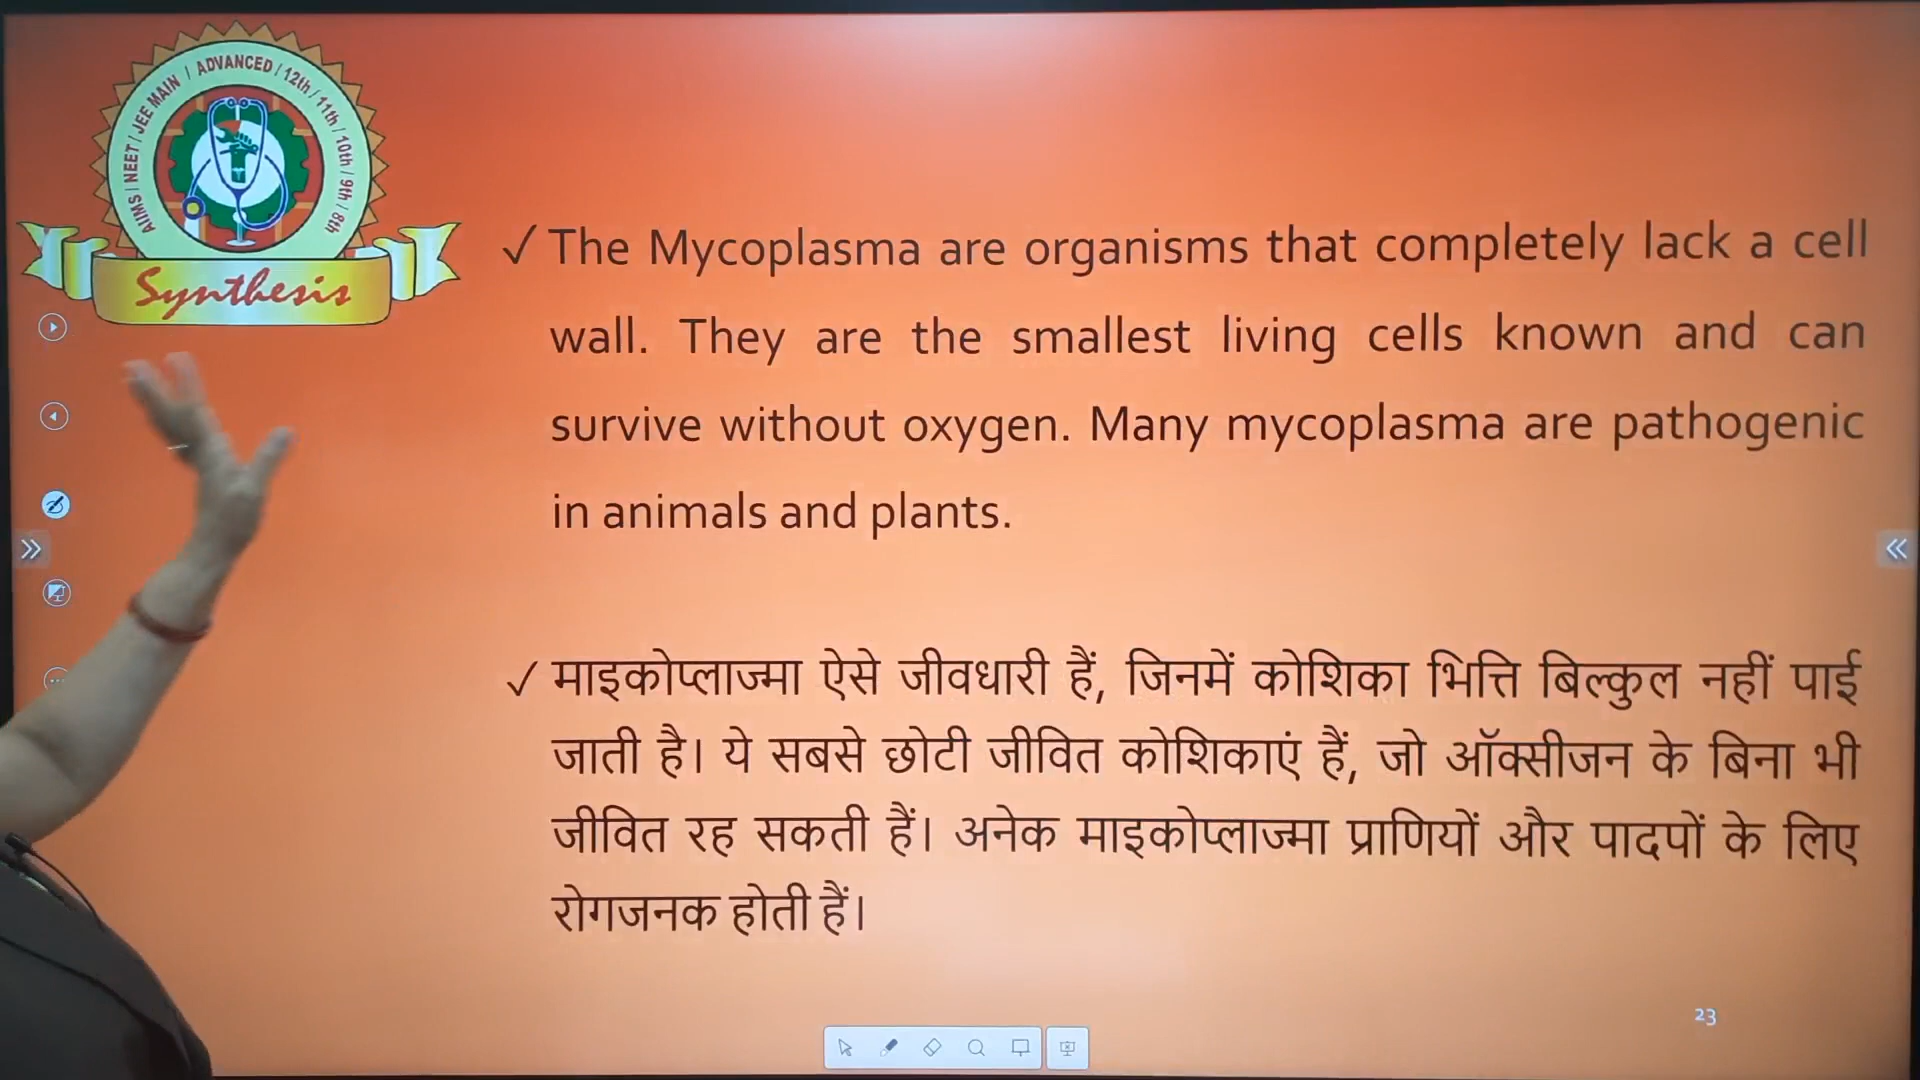 AIIMS | NEET | JEE MAIN | ADVANCED / 12th / 11th / 10th / 9th / 8th
Synthesis
✓ The Mycoplasma are organisms that completely lack a cell
wall. They are the smallest living cells known and can
survive without oxygen. Many mycoplasma are pathogenic
in animals and plants.
✓ माइकोप्लाज्मा ऐसे जीवधारी हैं, जिनमें कोशिका भित्ति बिल्कुल नहीं पाई
जाती है। ये सबसे छोटी जीवित कोशिकाएं हैं, जो ऑक्सीजन के बिना भी
जीवित रह सकती हैं। अनेक माइकोप्लाज्मा प्राणियों और पादपों के लिए
रोगजनक होती हैं।
23